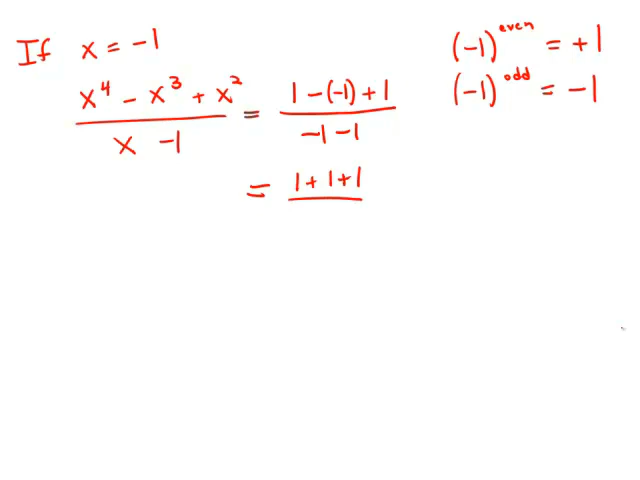 If x = -1
(-1)^even = +1
(-1)^odd = -1
x^4 - x^3 + x^2 = 1 - (-1) + 1
x - 1   -1 - 1
= 1 + 1 + 1